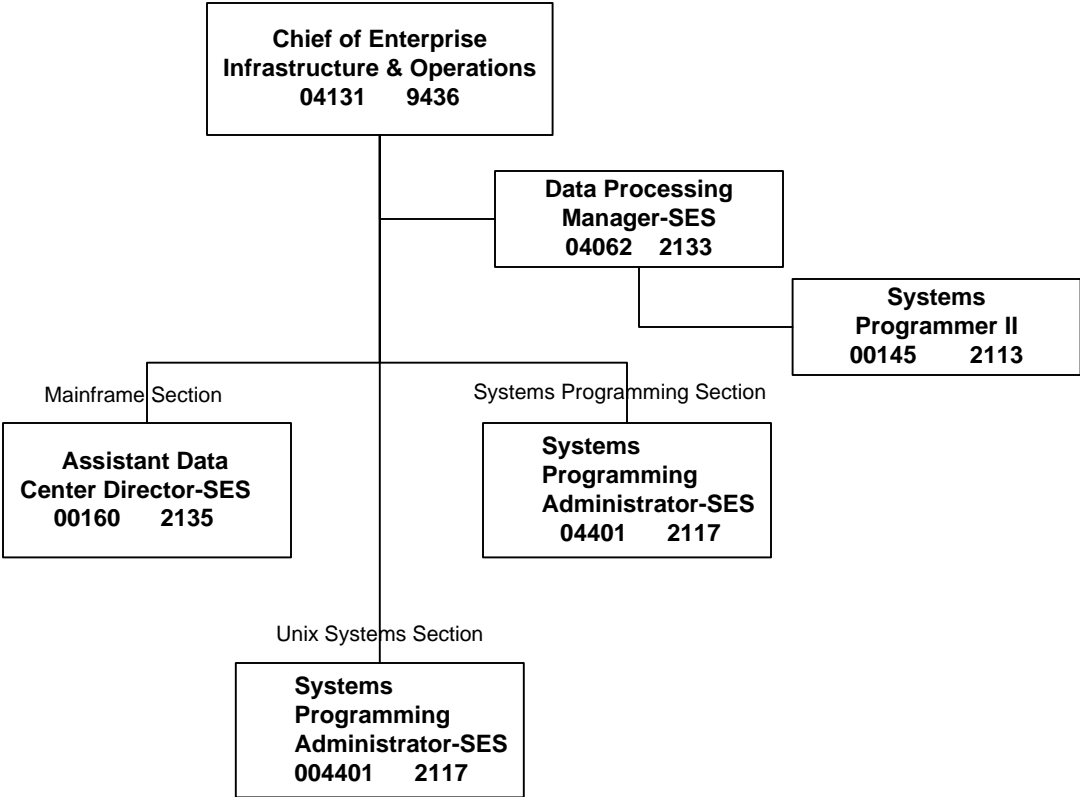 Chief of Enterprise
Infrastructure & Operations
04131 9436
Data Processing
Manager-SES
04062 2133
Systems
Programmer II
00145 2113
Mainframe Section
Assistant Data
Center Director-SES
00160 2135
Systems Programming Section
Systems
Programming
Administrator-SES
04401 2117
Unix Systems Section
Systems
Programming
Administrator-SES
004401 2117